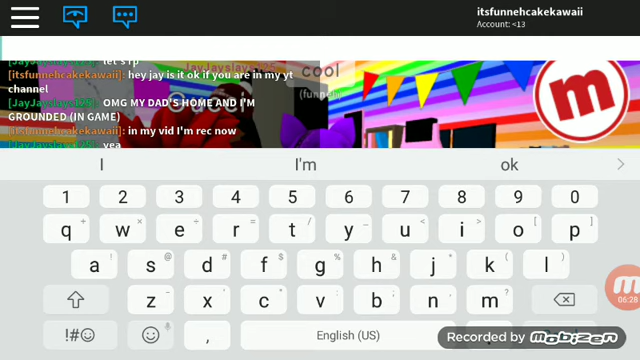 itsfunnehcakekawaii
Account: <13
let's rp
[itsfunnehcakekawaii]: hey jay is it ok if you are in my yt
channel
[JayJayslays125]: OMG MY DAD'S HOME AND I'M
GROUNDED (IN GAME)
[itsfunnehcakekawaii]: in my vid I'm rec now
yea
JayJayslays125
cool
m
I I'm ok
1 2 3 4 5 6 7 8 9 0
q w e r t y u i o p
a s d f g h j k l
z x c v b n m
!#☺ , English (US)
06:28
Recorded by mobizen